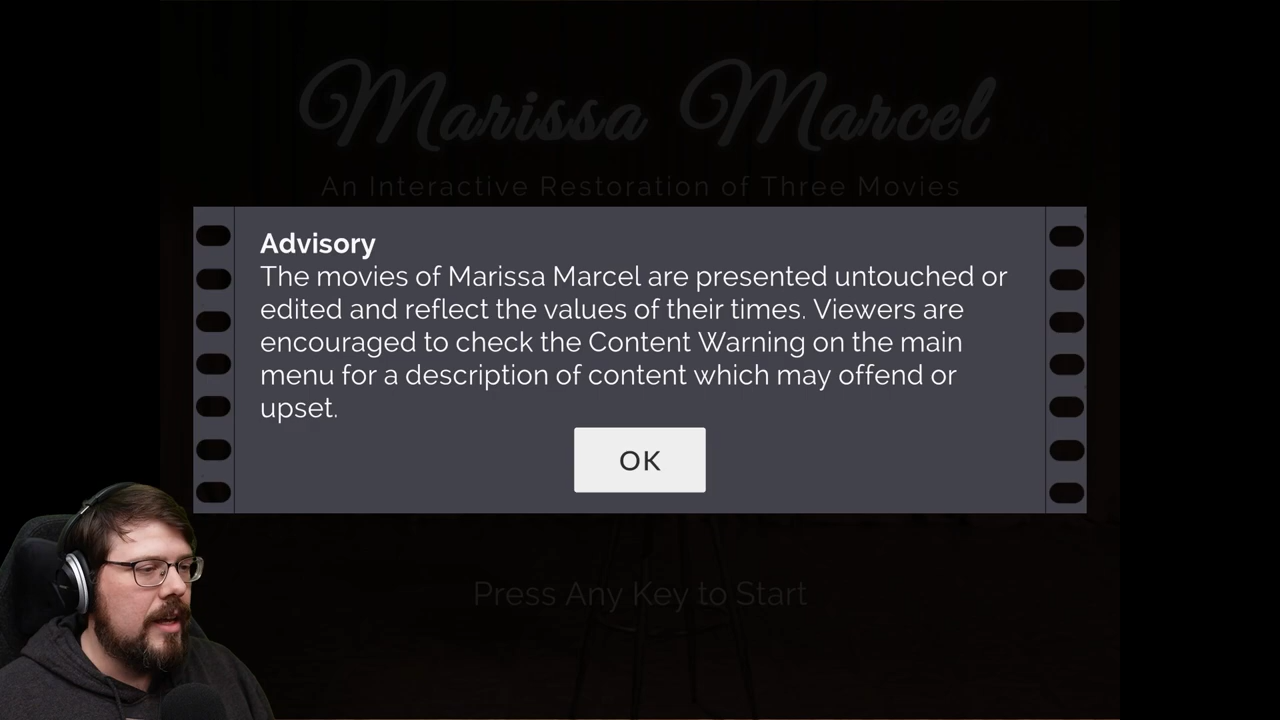 Marissa Marcel
An Interactive Restoration of Three Movies
Advisory
The movies of Marissa Marcel are presented untouched or
edited and reflect the values of their times. Viewers are
encouraged to check the Content Warning on the main
menu for a description of content which may offend or
upset.
OK
Press Any Key to Start